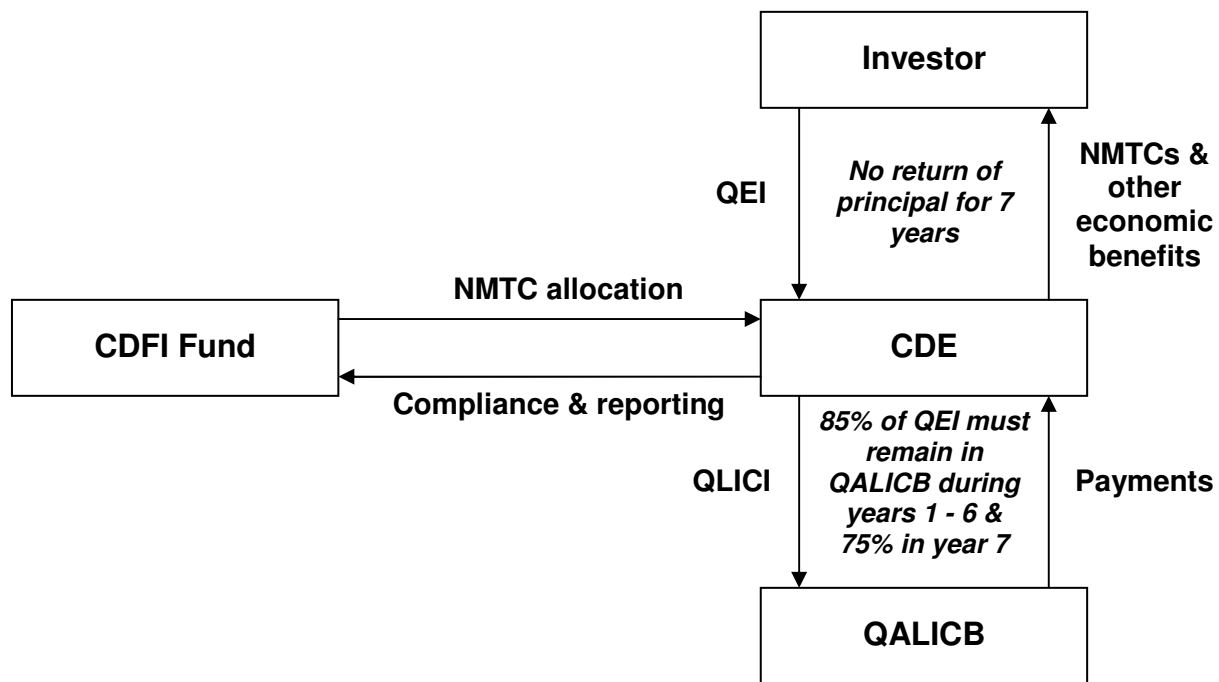 Investor
QEI
No return of
principal for 7
years
NMTCs &
other
economic
benefits
NMTC allocation
CDFI Fund
CDE
Compliance & reporting
QLICI
85% of QEI must
remain in
QALICB during
years 1 - 6 &
75% in year 7
Payments
QALICB